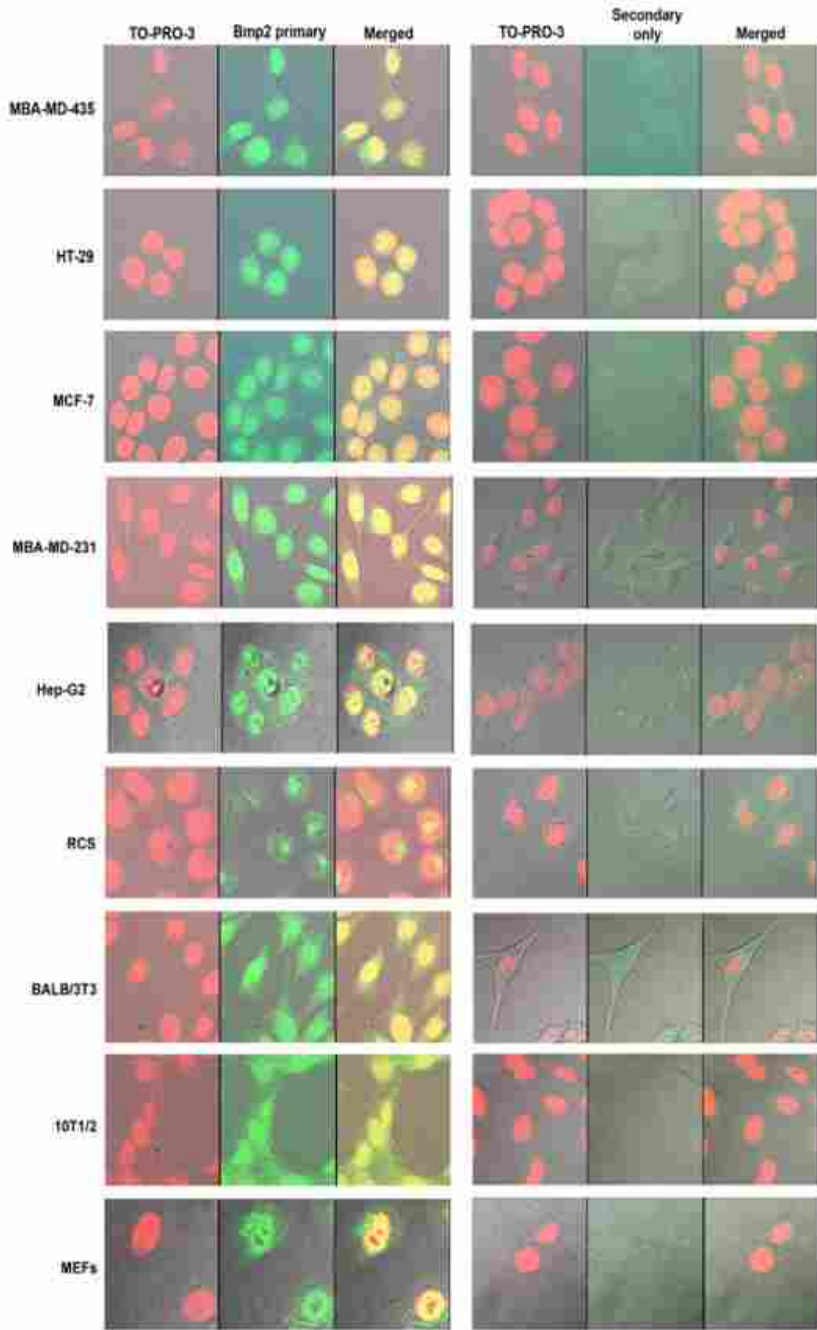 TO-PRO-3 Bmp2 primary Merged TO-PRO-3 Secondary only Merged
MBA-MD-435
HT-29
MCF-7
MBA-MD-231
Hep-G2
RCS
BALB/3T3
10T1/2
MEFs